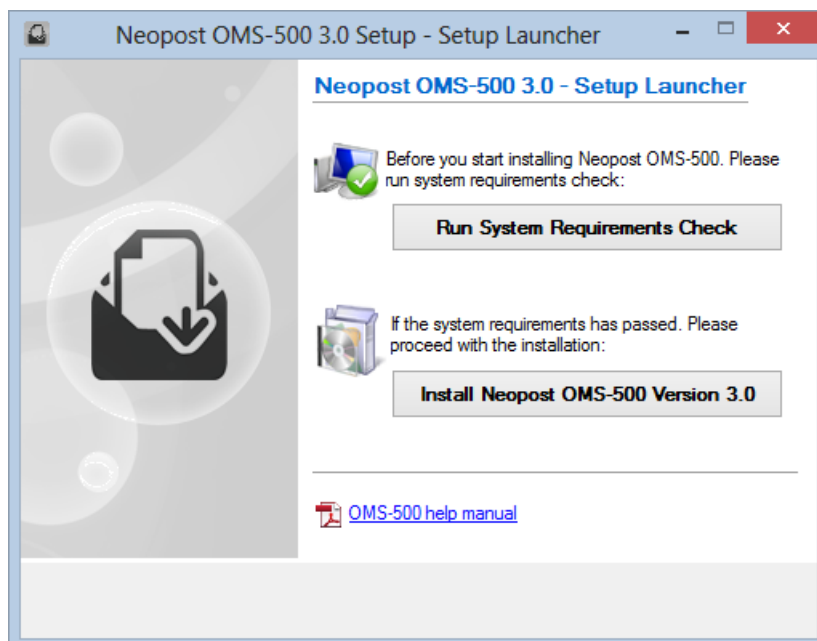 Neopost OMS-500 3.0 Setup - Setup Launcher
Neopost OMS-500 3.0 - Setup Launcher
Before you start installing Neopost OMS-500. Please
run system requirements check:
Run System Requirements Check
If the system requirements has passed. Please
proceed with the installation:
Install Neopost OMS-500 Version 3.0
OMS-500 help manual